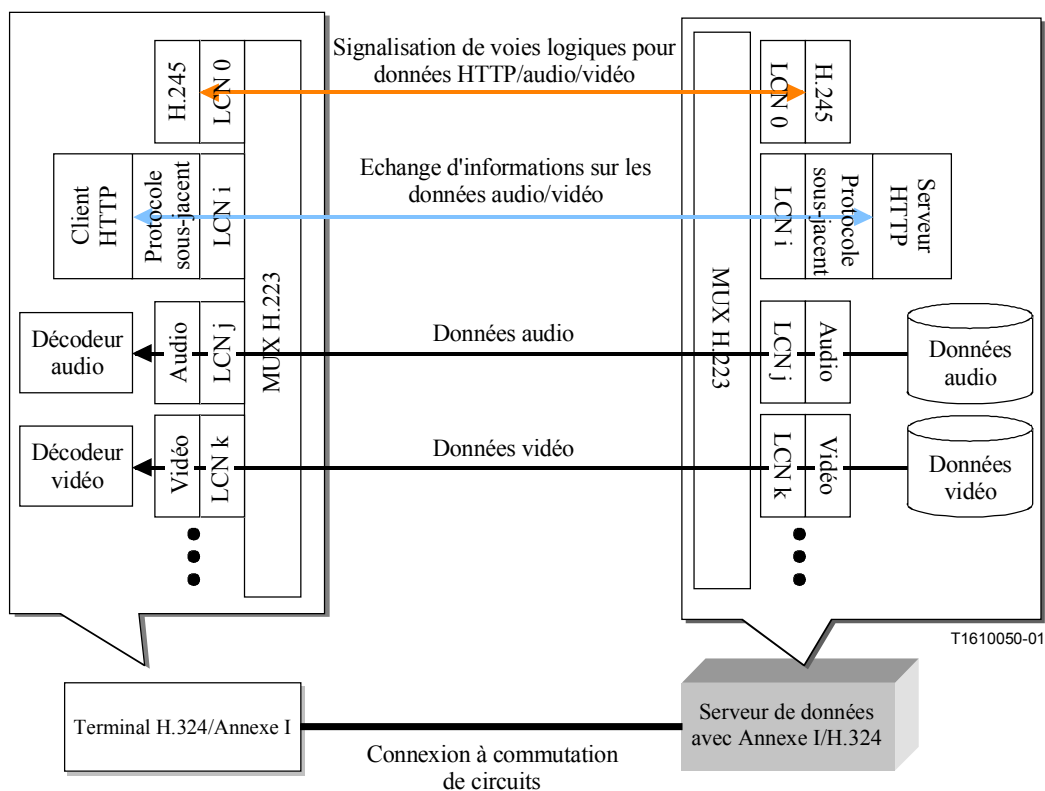 Signalisation de voies logiques pour
données HTTP/audio/vidéo
H.245
LCN 0
LCN 0
H.245
Echange d'informations sur les
données audio/vidéo
Client
HTTP
Protocole
sous-jacent
LCN i
LCN i
Protocole
sous-jacent
Serveur
HTTP
MUX H.223
MUX H.223
Décodeur
audio
Audio
LCN j
Données audio
LCN j
Audio
Données
audio
Décodeur
vidéo
Vidéo
LCN k
Données vidéo
LCN k
Vidéo
Données
vidéo
T1610050-01
Terminal H.324/Annexe I
Serveur de données
avec Annexe I/H.324
Connexion à commutation
de circuits